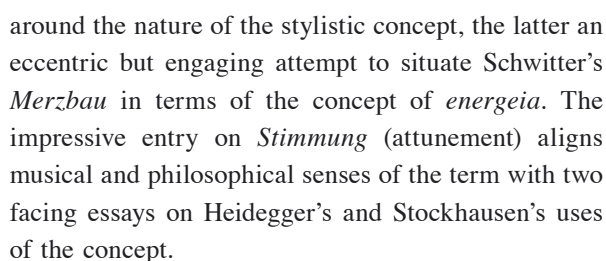 around the nature of the stylistic concept, the latter an
eccentric but engaging attempt to situate Schwitter’s
Merzbau in terms of the concept of energeia. The
impressive entry on Stimmung (attunement) aligns
musical and philosophical senses of the term with two
facing essays on Heidegger’s and Stockhausen’s uses
of the concept.